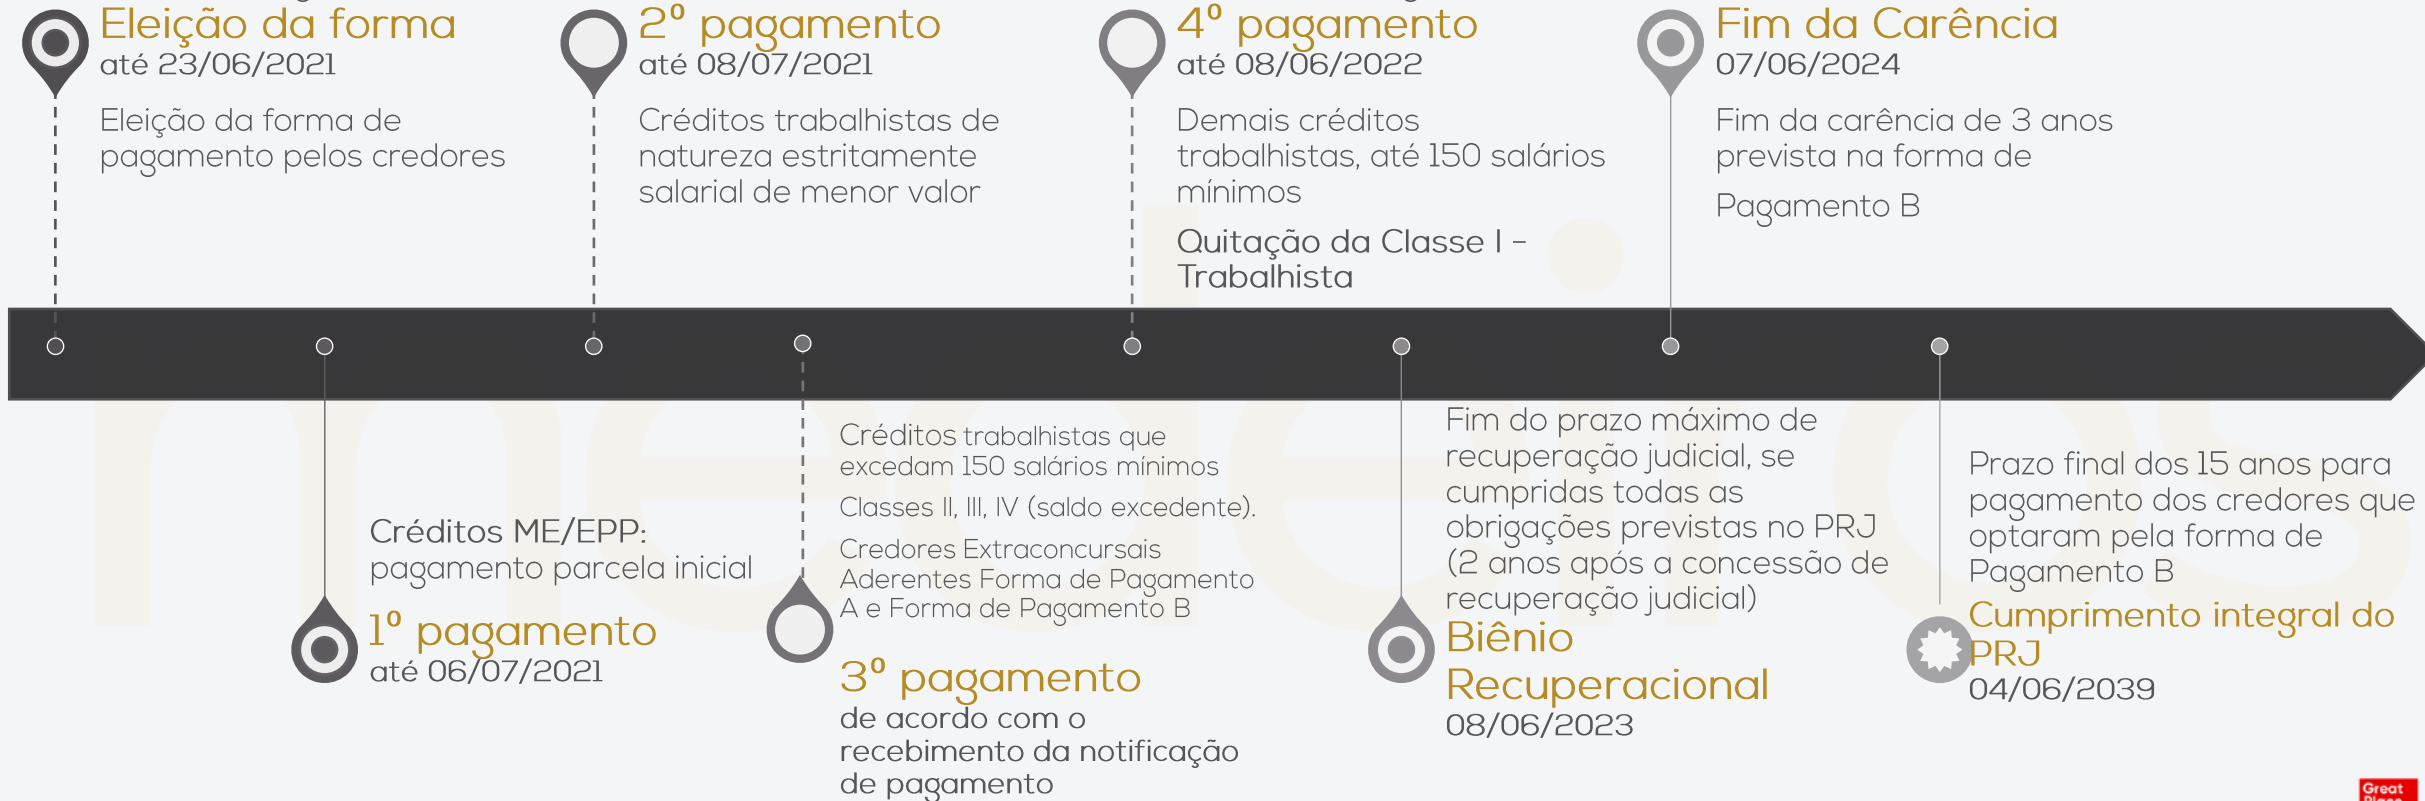 Eleição da forma
até 23/06/2021
Eleição da forma de
pagamento pelos credores
2º pagamento
até 08/07/2021
Créditos trabalhistas de
natureza estritamente
salarial de menor valor
4º pagamento
até 08/06/2022
Demais créditos
trabalhistas, até 150 salários
mínimos
Quitação da Classe I –
Trabalhista
Fim da Carência
07/06/2024
Fim da carência de 3 anos
prevista na forma de
Pagamento B
Créditos ME/EPP:
pagamento parcela inicial
1º pagamento
até 06/07/2021
Créditos trabalhistas que
excedam 150 salários mínimos
Classes II, III, IV (saldo excedente).
Credores Extraconcursais
Aderentes Forma de Pagamento
A e Forma de Pagamento B
3º pagamento
de acordo com o
recebimento da notificação
de pagamento
Fim do prazo máximo de
recuperação judicial, se
cumpridas todas as
obrigações previstas no PRJ
(2 anos após a concessão de
recuperação judicial)
Biênio
Recuperacional
08/06/2023
Prazo final dos 15 anos para
pagamento dos credores que
optaram pela forma de
Pagamento B
Cumprimento integral do
PRJ
04/06/2039
medeiros
Great